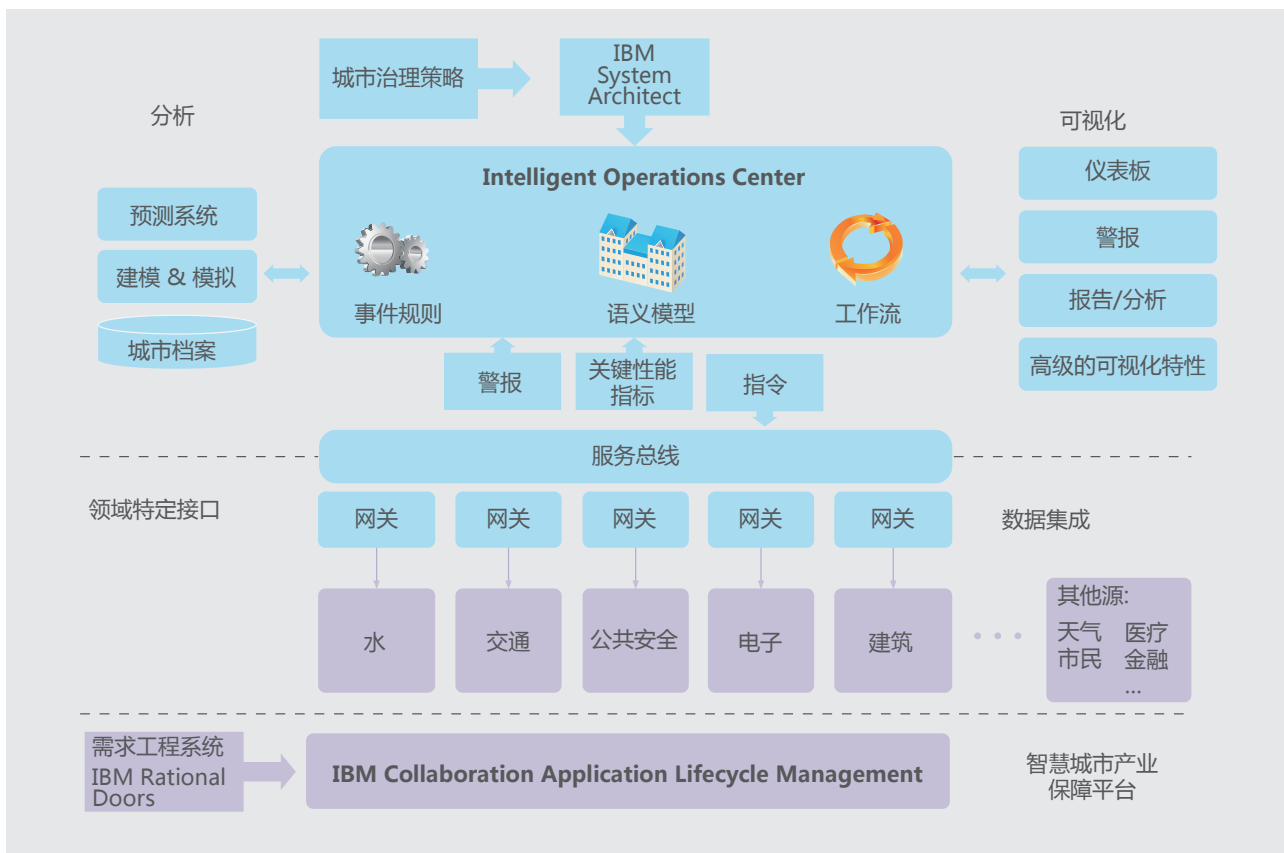 城市治理策略
IBM
System
Architect
分析
可视化
Intelligent Operations Center
预测系统
建模 & 模拟
城市档案
事件规则
语义模型
工作流
仪表板
警报
报告/分析
高级的可视化特性
警报
关键性能
指标
指令
服务总线
领域特定接口
网关
网关
网关
网关
网关
数据集成
水
交通
公共安全
电子
建筑
• • •
其他源:
天气 医疗
市民 金融
...
需求工程系统
IBM Rational
Doors
IBM Collaboration Application Lifecycle Management
智慧城市产业
保障平台